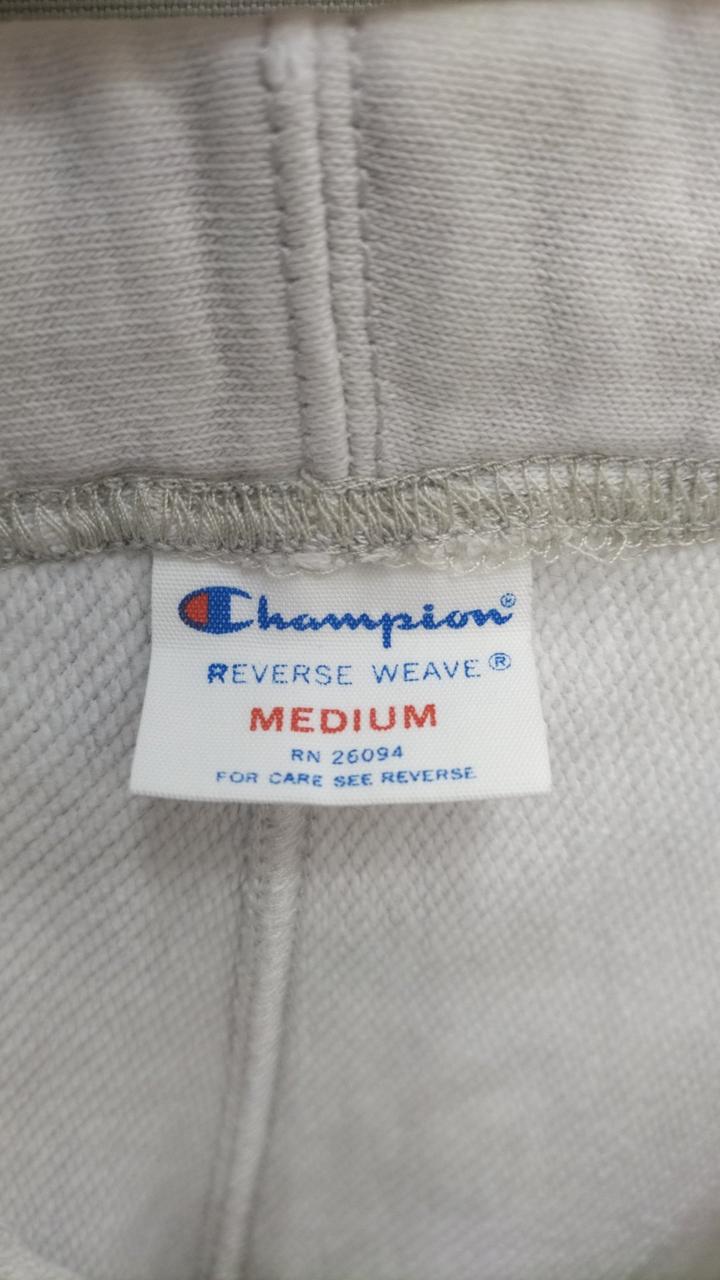 Champion®
REVERSE WEAVE®
MEDIUM
RN 26094
FOR CARE SEE REVERSE